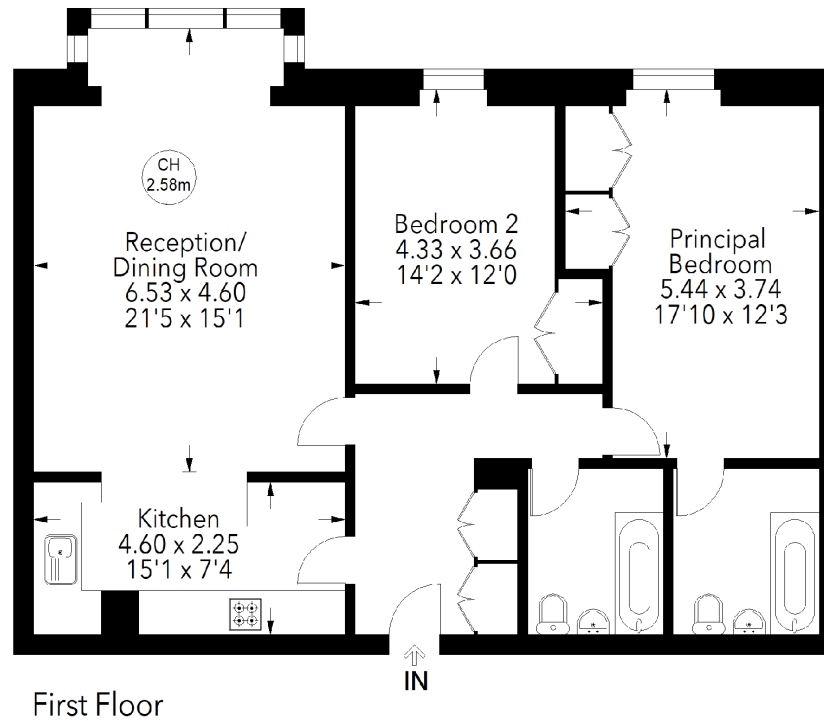 CH
2.58m
Reception/
Dining Room
6.53 x 4.60
21'5 x 15'1
Bedroom 2
4.33 x 3.66
14'2 x 12'0
Principal
Bedroom
5.44 x 3.74
17'10 x 12'3
Kitchen
4.60 x 2.25
15'1 x 7'4
IN
First Floor